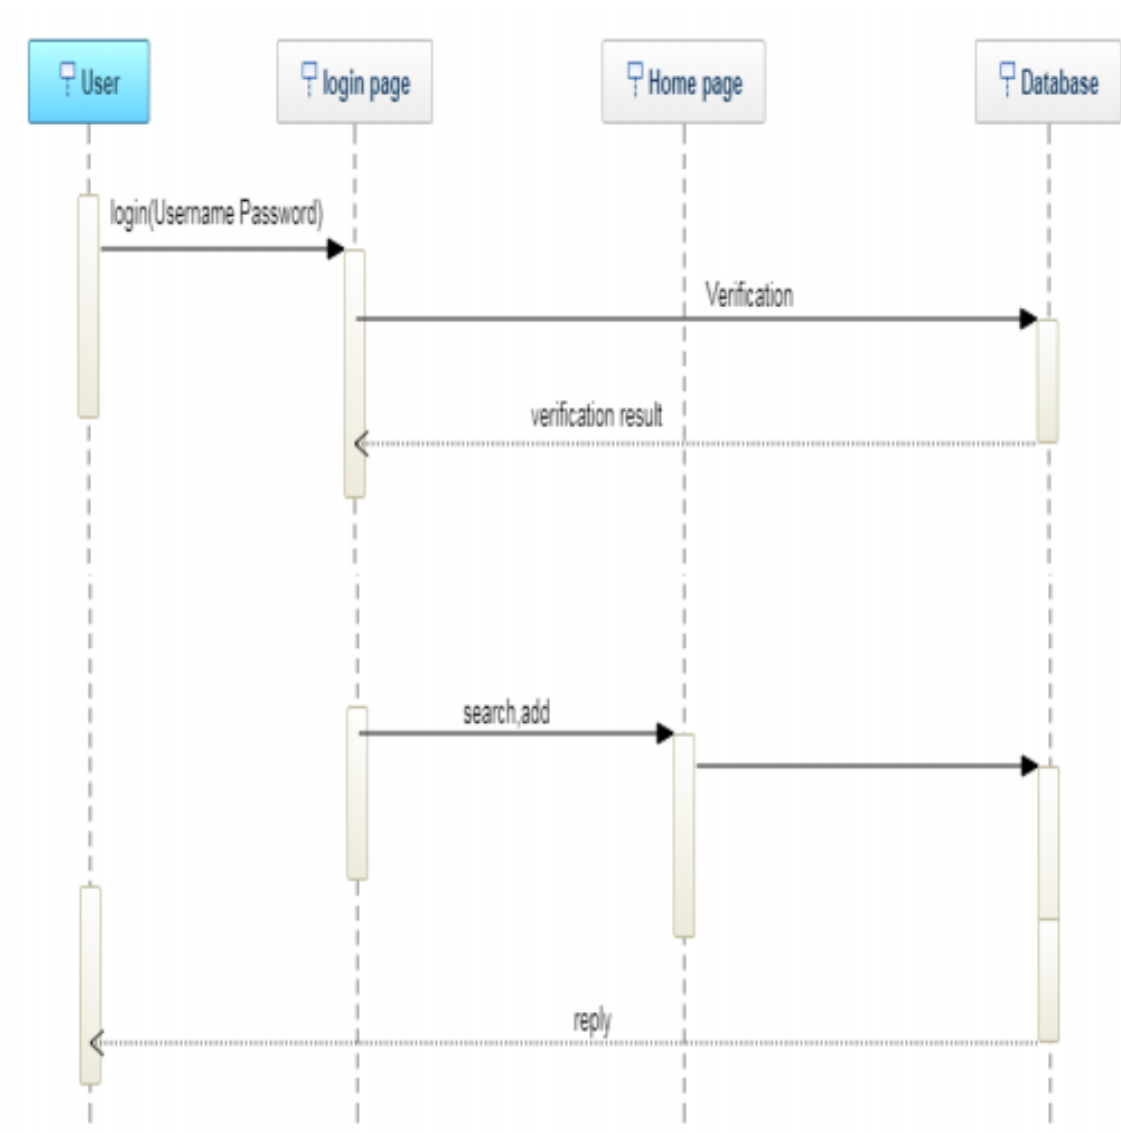 User
login page
Home page
Database
login(Username Password)
Verification
verification result
search,add
reply